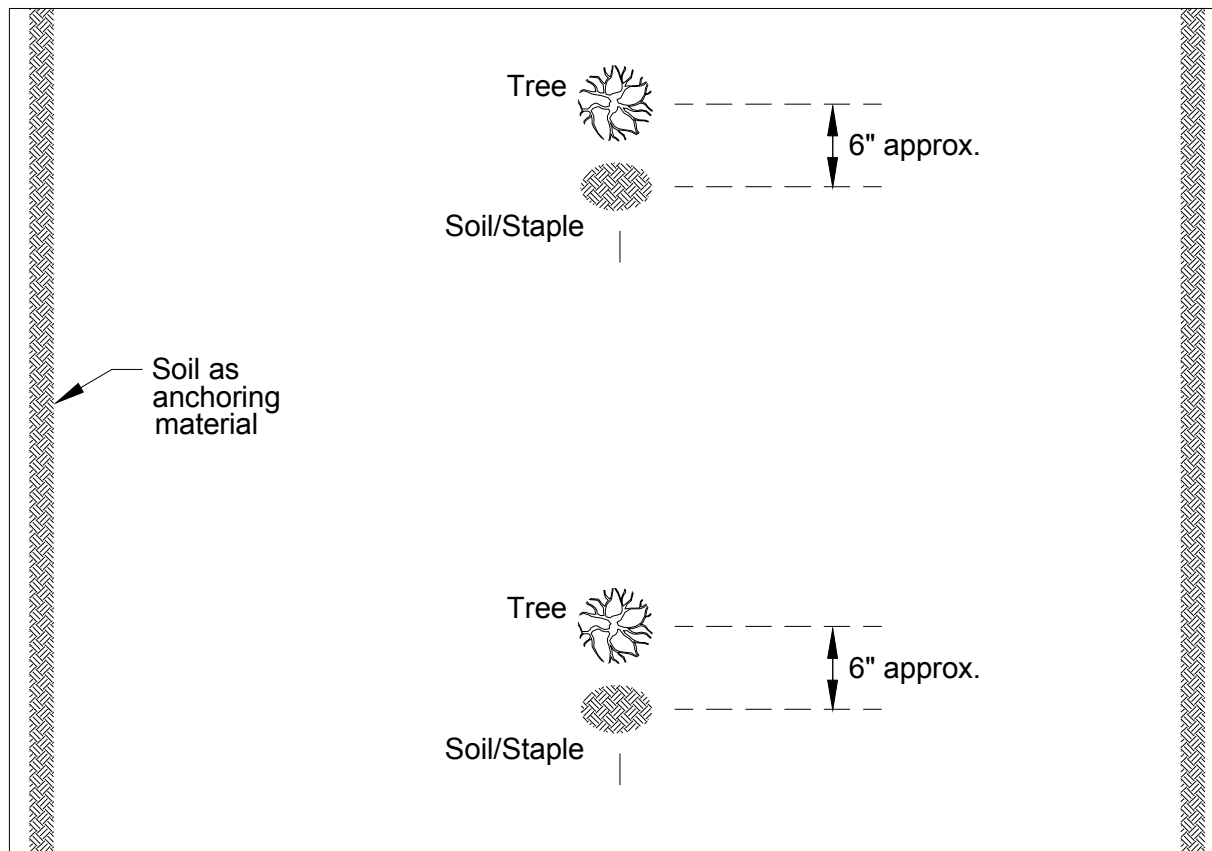 Tree
6" approx.
Soil/Staple
Soil as
anchoring
material
Tree
6" approx.
Soil/Staple